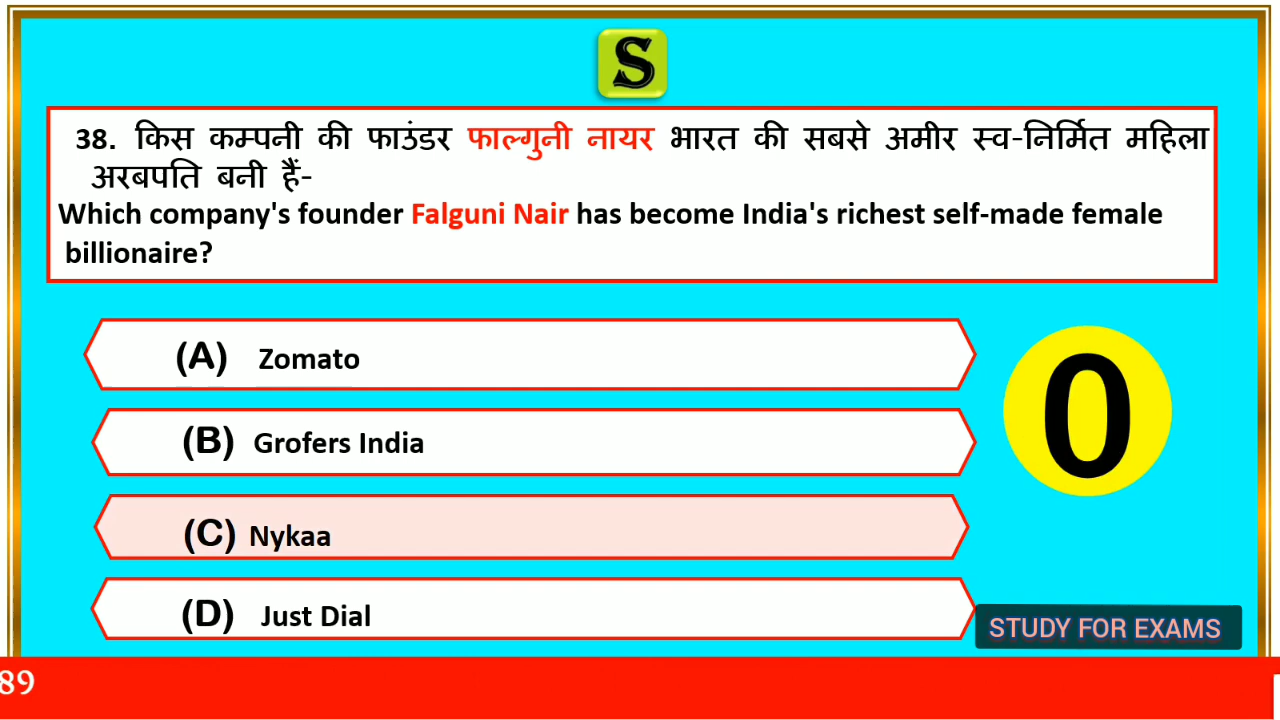 S
38. किस कम्पनी की फाउंडर फाल्गुनी नायर भारत की सबसे अमीर स्व-निर्मित महिला
अरबपति बनी हैं-
Which company's founder Falguni Nair has become India's richest self-made female
billionaire?
(A) Zomato
(B) Grofers India
(C) Nykaa
(D) Just Dial
0
STUDY FOR EXAMS
89